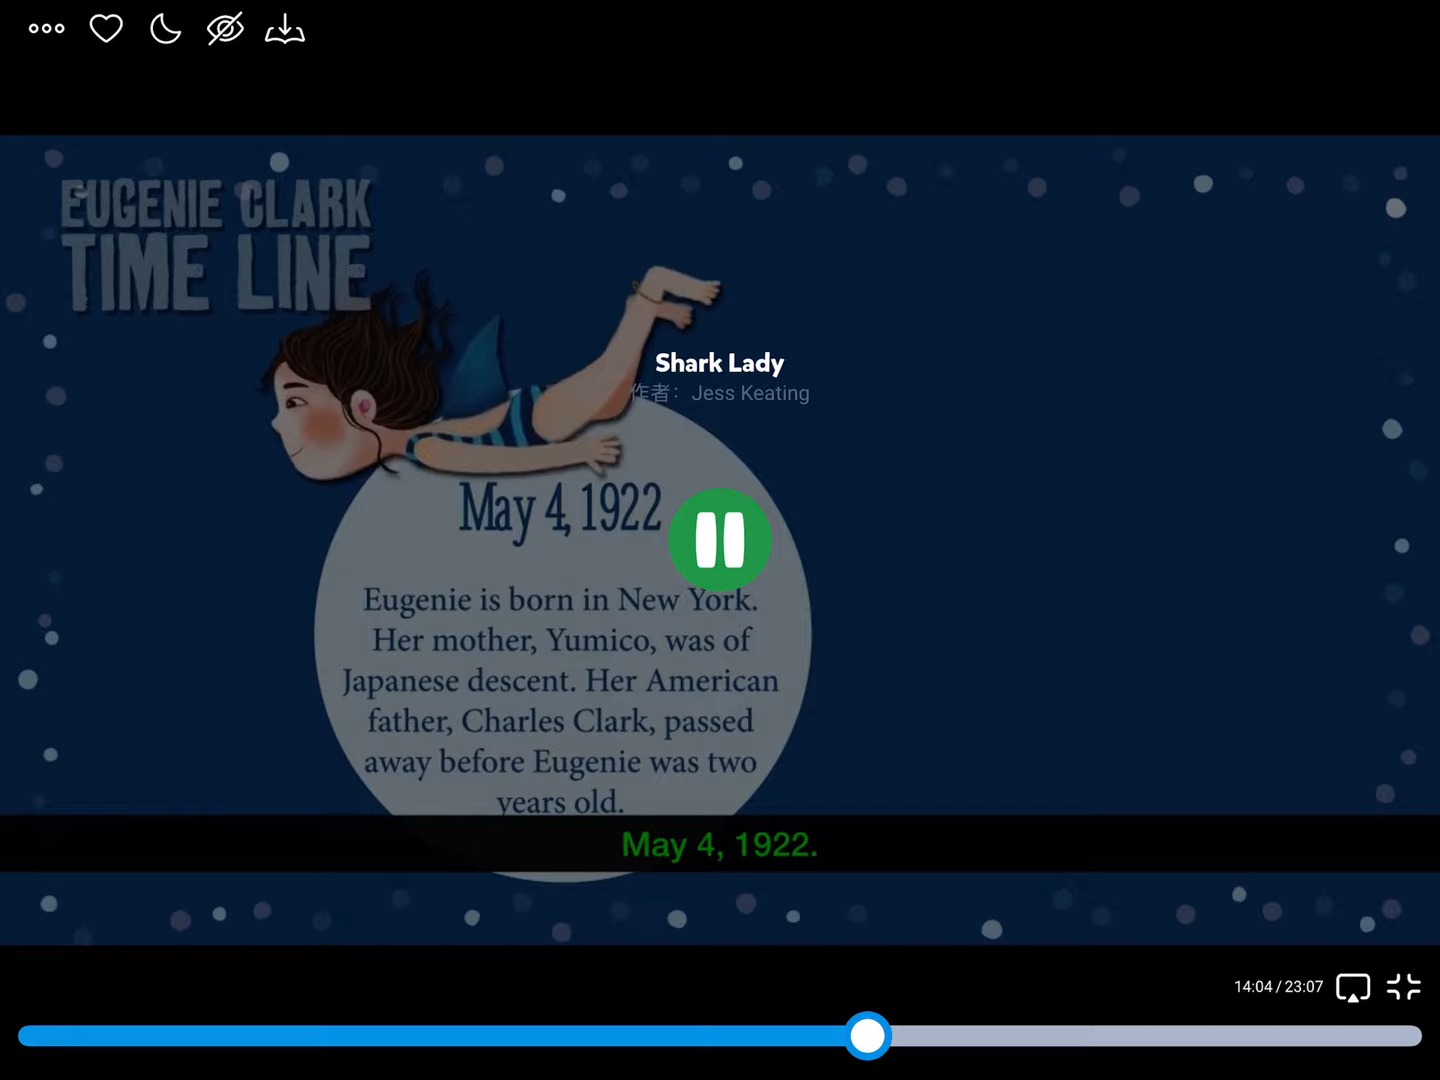 EUGENIE CLARK
TIME LINE
Shark Lady
作者： Jess Keating
May 4, 1922
Eugenie is born in New York.
Her mother, Yumico, was of
Japanese descent. Her American
father, Charles Clark, passed
away before Eugenie was two
years old.
May 4, 1922.
14:04 / 23:07